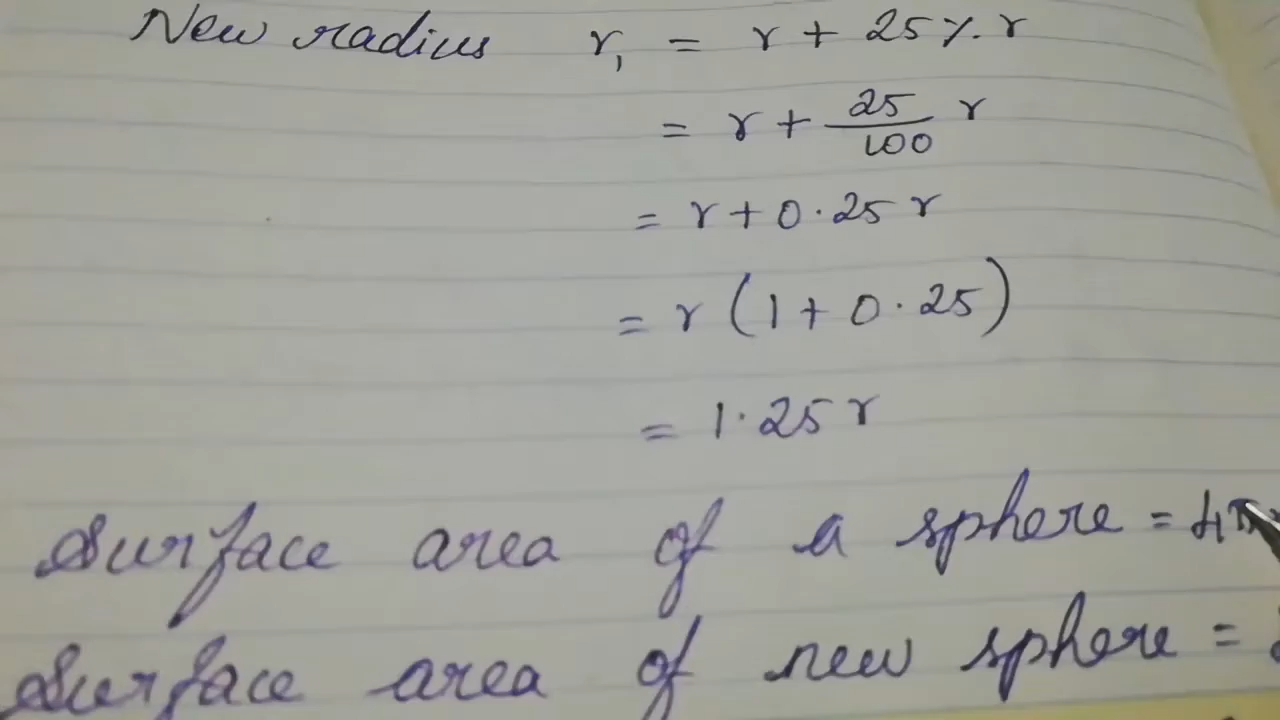 New radius r₁ = r + 25% r
= r + 25/100 r
= r + 0.25 r
= r (1 + 0.25)
= 1.25 r
Surface area of a sphere = 4π
Surface area of new sphere =